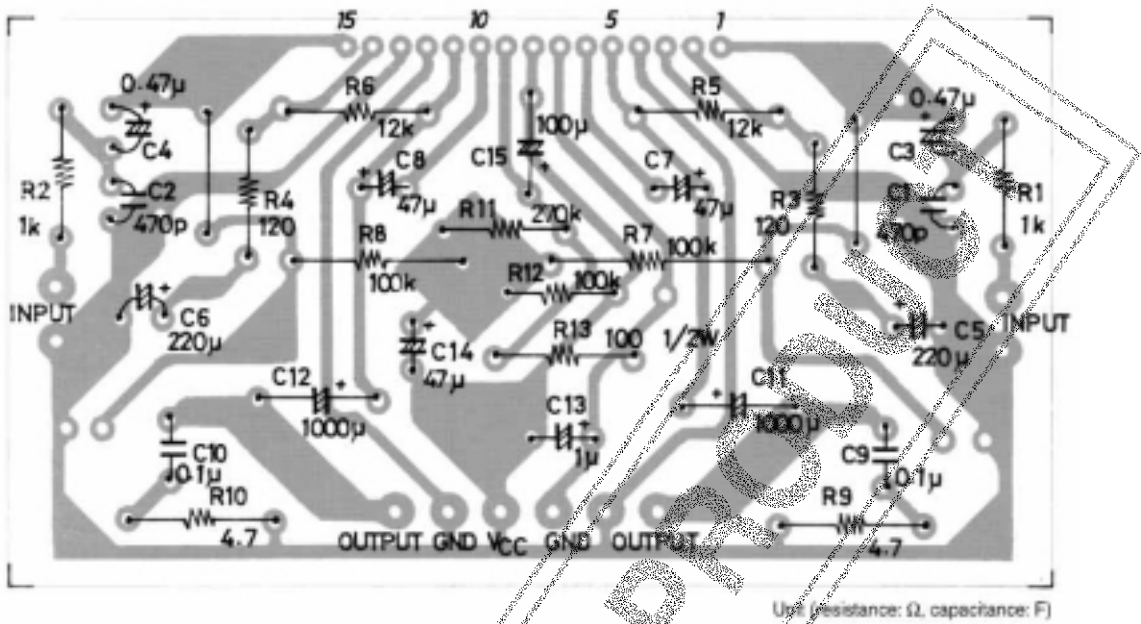 15 10 5 1
0.47μ R6 R5 0.47μ
12k 100μ 12k
C4 C8 C15 C7 C3
R2 C2 R4 47μ 270k 47μ R3 C1 R1
1k 470p 120 R11 R7 120 470p 1k
R8 100k
100k R12 100k
INPUT C6 R13 100 1/2W C5 INPUT
220μ C14 220μ
C12 47μ C11
1000μ C13 1000μ
C10 1μ C9
0.1μ 0.1μ
R10 R9
4.7 OUTPUT GND VCC GND OUTPUT 4.7
PRODUCT
Unit (resistance: Ω, capacitance: F)